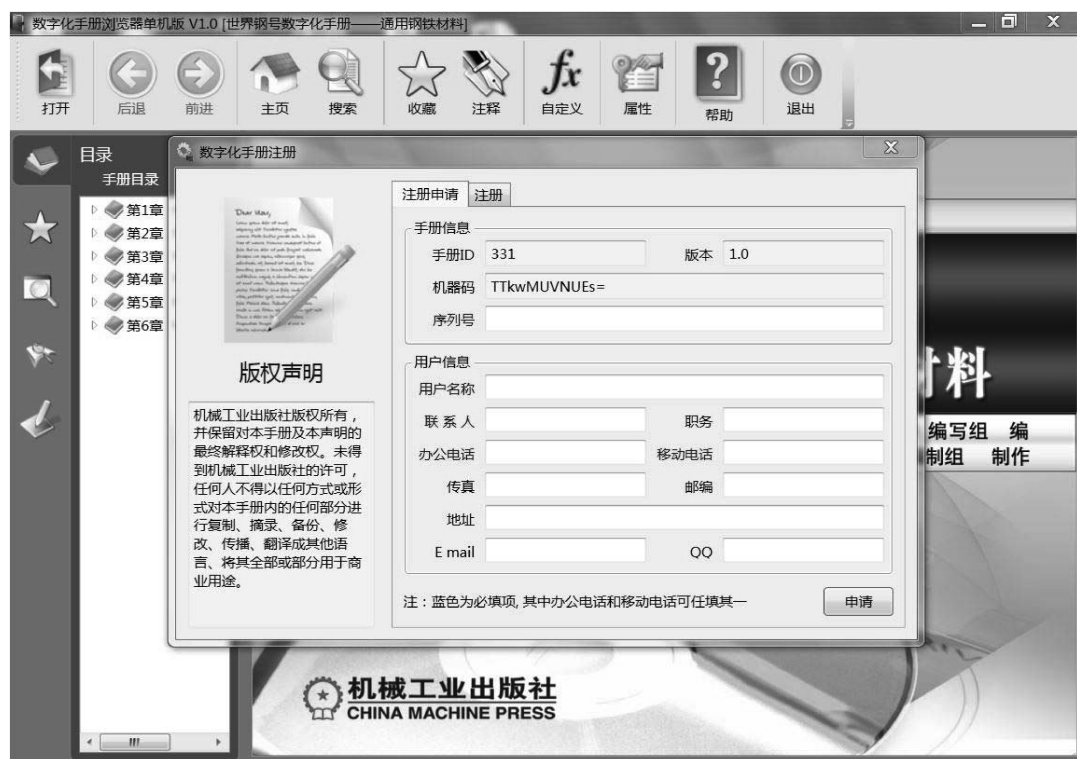 数字化手册浏览器单机版 V1.0 [世界钢号数字化手册——通用钢铁材料]
打开 后退 前进 主页 搜索 收藏 注释 自定义 属性 帮助 退出
目录
手册目录
第1章
第2章
第3章
第4章
第5章
第6章
数字化手册注册
版权声明
机械工业出版社版权所有，
并保留对本手册及本声明的
最终解释权和修改权。未得
到机械工业出版社的许可，
任何人不得以任何方式或形
式对本手册内的任何部分进
行复制、摘录、备份、修
改、传播、翻译成其他语
言、将其全部或部分用于商
业用途。
注册申请 注册
手册信息
手册ID 331 版本 1.0
机器码 TTkwMUVNUEs=
序列号
用户信息
用户名称
联系人 职务
办公电话 移动电话
传真 邮编
地址
E mail QQ
注：蓝色为必填项, 其中办公电话和移动电话可任填其一 申请
料
编写组 编
制组 制作
机械工业出版社
CHINA MACHINE PRESS